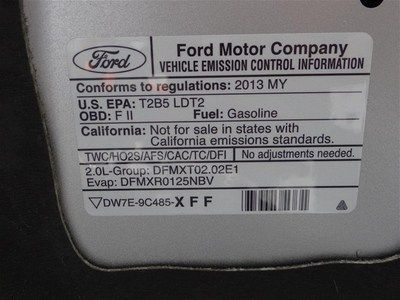 Ford
Ford Motor Company
VEHICLE EMISSION CONTROL INFORMATION
Conforms to regulations: 2013 MY
U.S. EPA: T2B5 LDT2
OBD: F II Fuel: Gasoline
California: Not for sale in states with
California emissions standards.
TWC/HO2S/AFS/CAC/TC/DFI No adjustments needed.
2.0L-Group: DFMXT02.02E1
Evap: DFMXR0125NBV
DW7E-9C485-XFF